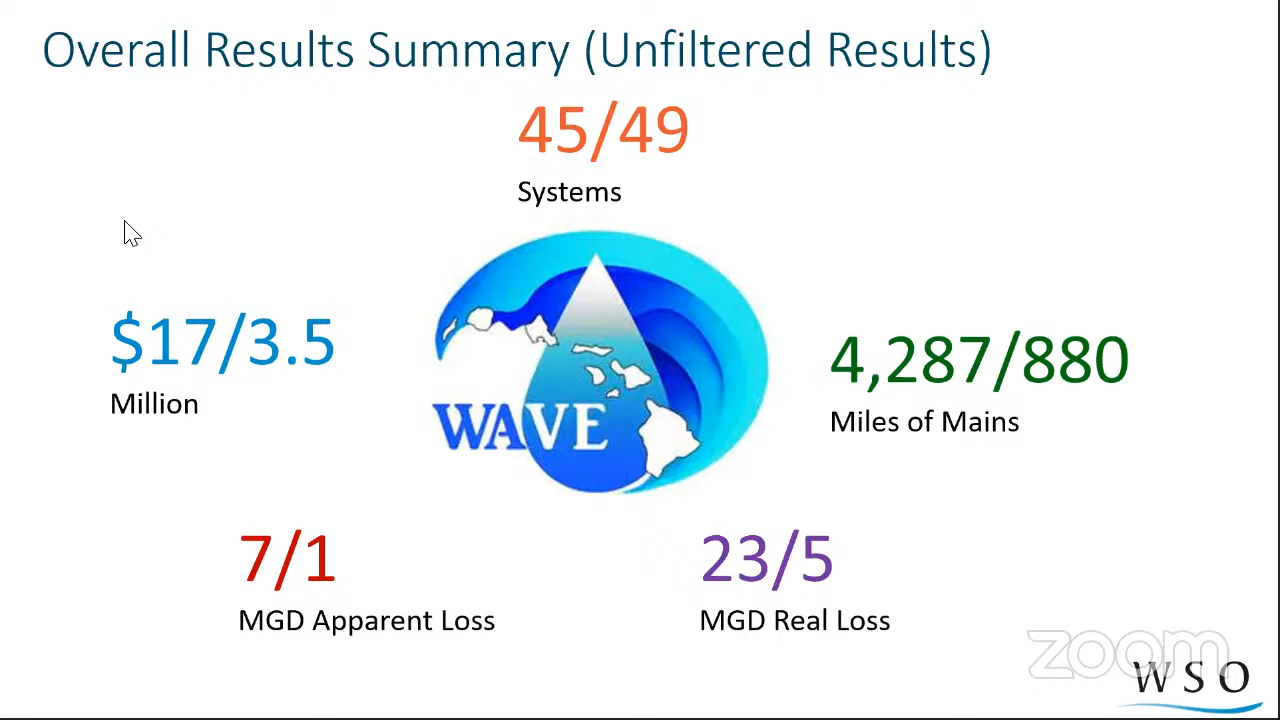 Overall Results Summary (Unfiltered Results)
45/49
Systems
$17/3.5
Million
4,287/880
Miles of Mains
WAVE
7/1
MGD Apparent Loss
23/5
MGD Real Loss
zoom
WSO